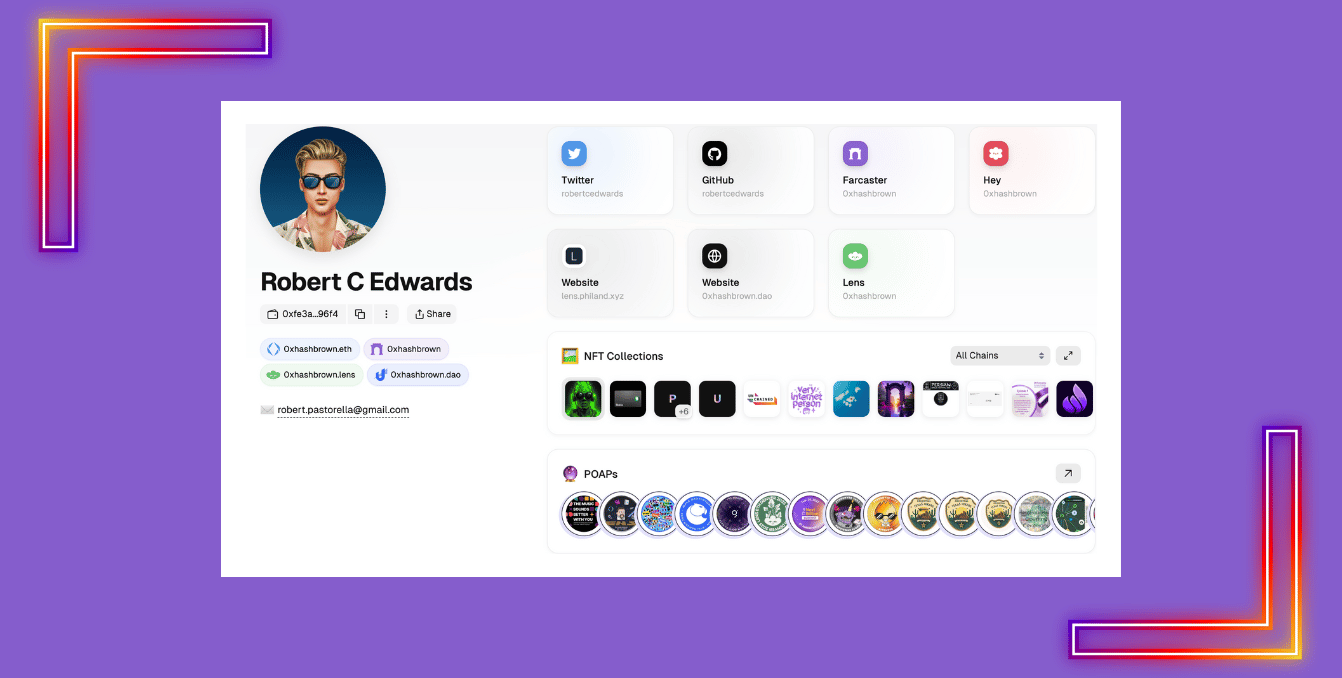 Robert C Edwards
0xfe3a...96f4
Share
0xhashbrown.eth
0xhashbrown
0xhashbrown.lens
0xhashbrown.dao
robert.pastorella@gmail.com
Twitter
robertcedwards
GitHub
robertcedwards
Farcaster
0xhashbrown
Hey
0xhashbrown
L
Website
lens.philand.xyz
Website
0xhashbrown.dao
Lens
0xhashbrown
NFT Collections
All Chains
P
+6
U
very
internet
person
POAPs
THE MUSIC
SOUNDS
BETTER
WITH YOU